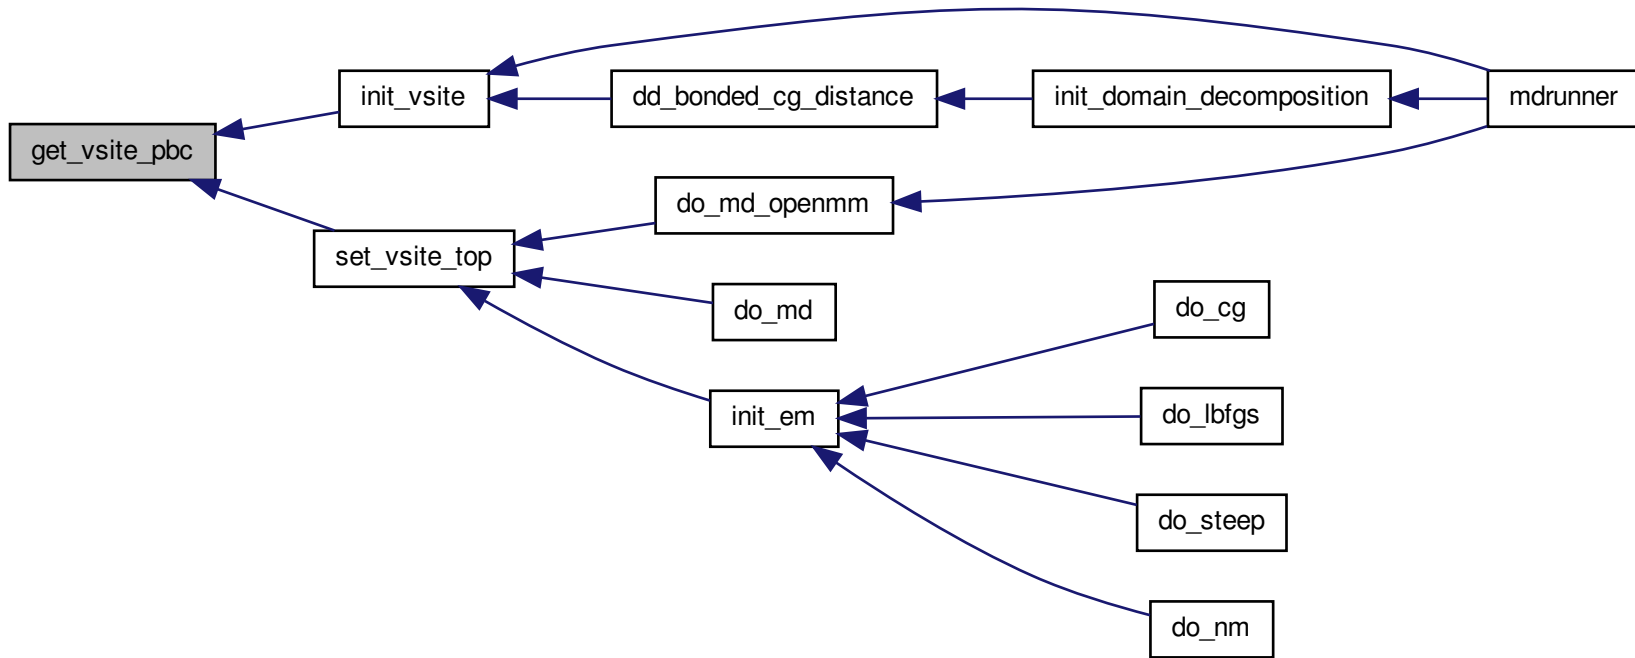 get_vsite_pbc
init_vsite
dd_bonded_cg_distance
init_domain_decomposition
mdrunner
set_vsite_top
do_md_openmm
do_md
init_em
do_cg
do_lbfgs
do_steep
do_nm